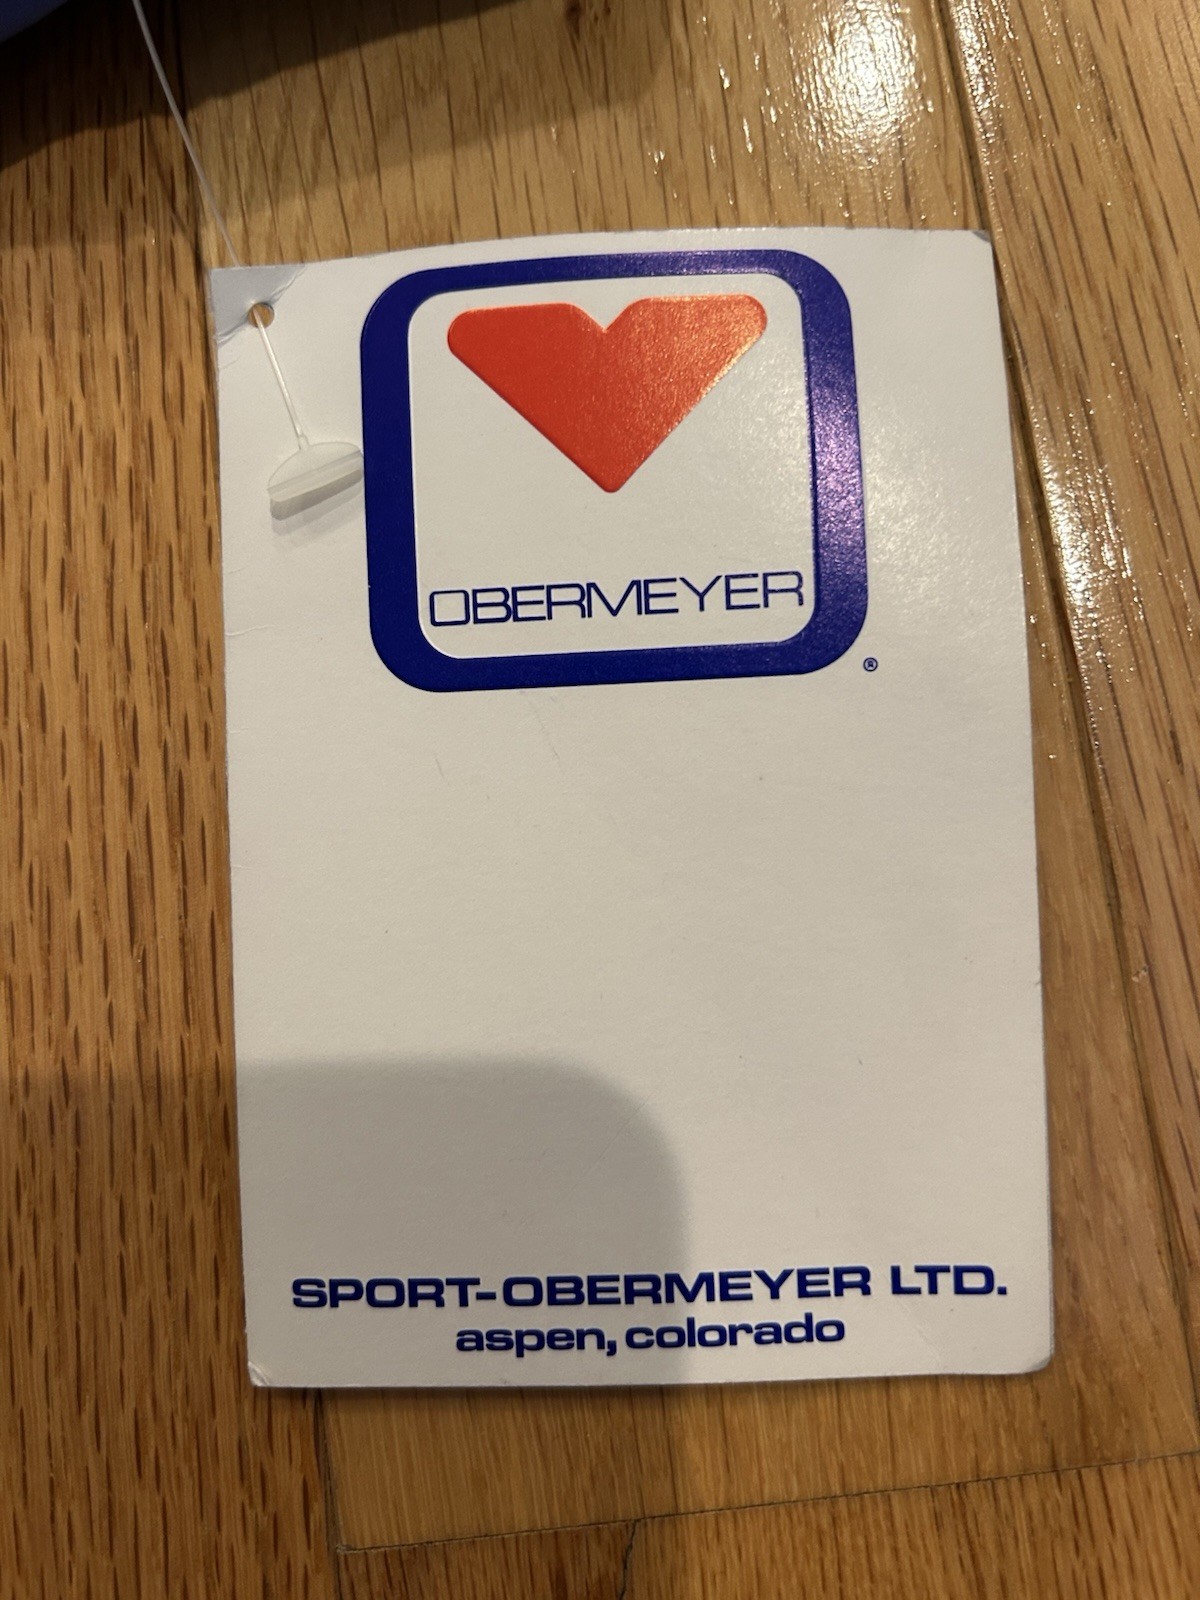 OBERMEYER
®
SPORT-OBERMEYER LTD.
aspen, colorado